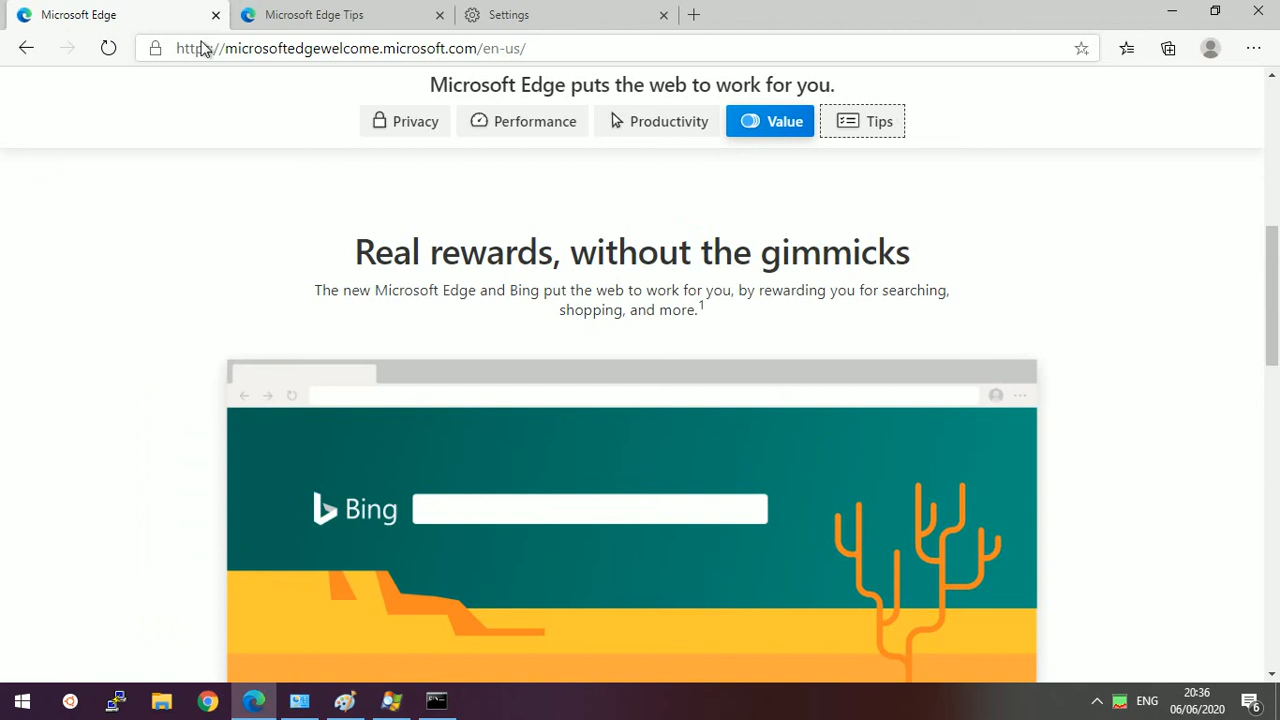 Microsoft Edge
Microsoft Edge Tips
Settings
https://microsoftedgewelcome.microsoft.com/en-us/
Microsoft Edge puts the web to work for you.
Privacy
Performance
Productivity
Value
Tips
Real rewards, without the gimmicks
The new Microsoft Edge and Bing put the web to work for you, by rewarding you for searching,
shopping, and more.1
Bing
ENG
20:36
06/06/2020
6